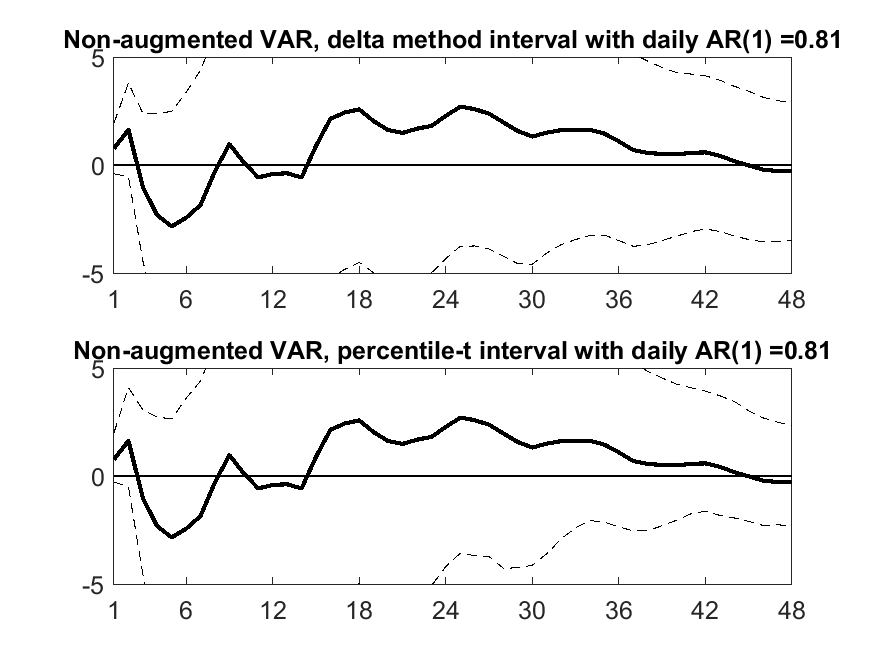 Non-augmented VAR, delta method interval with daily AR(1) =0.81
5
0
-5
1 6 12 18 24 30 36 42 48
Non-augmented VAR, percentile-t interval with daily AR(1) =0.81
5
0
-5
1 6 12 18 24 30 36 42 48